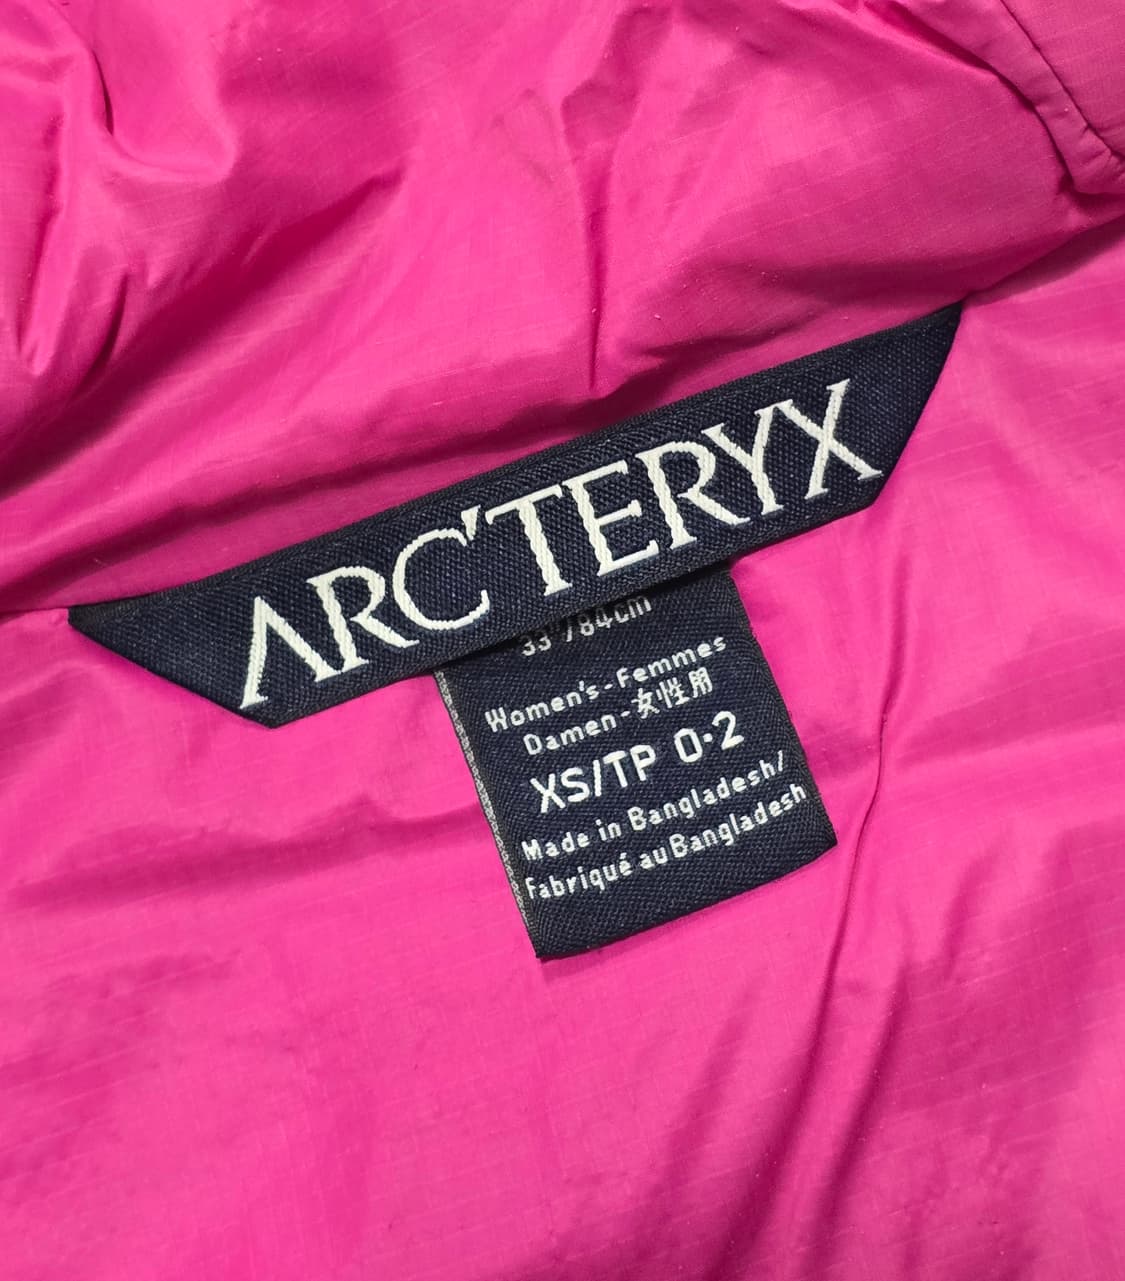 ARC'TERYX
33"/84cm
Women's-Femmes
Damen-女性用
XS/TP 0-2
Made in Bangladesh/
Fabriqué au Bangladesh